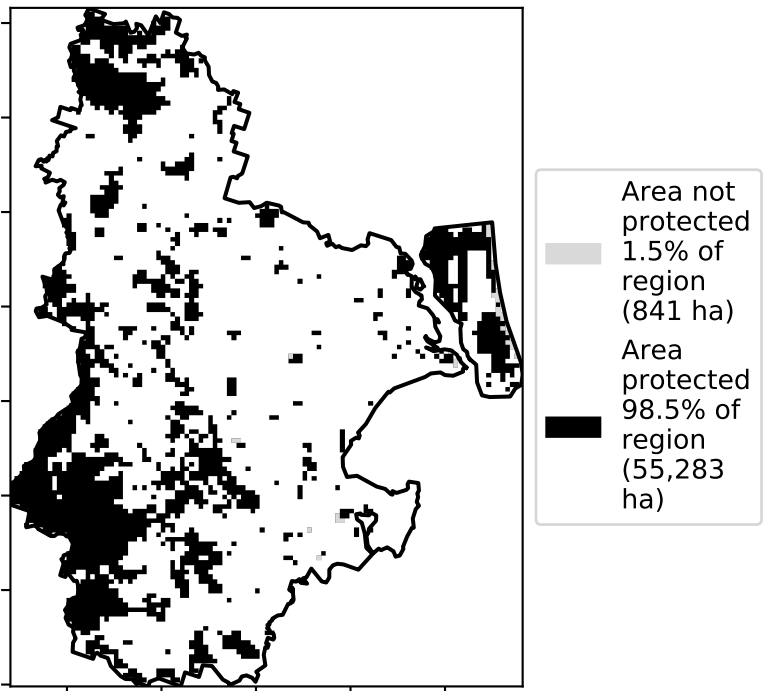 Area not
protected
1.5% of
region
(841 ha)
Area
protected
98.5% of
region
(55,283
ha)